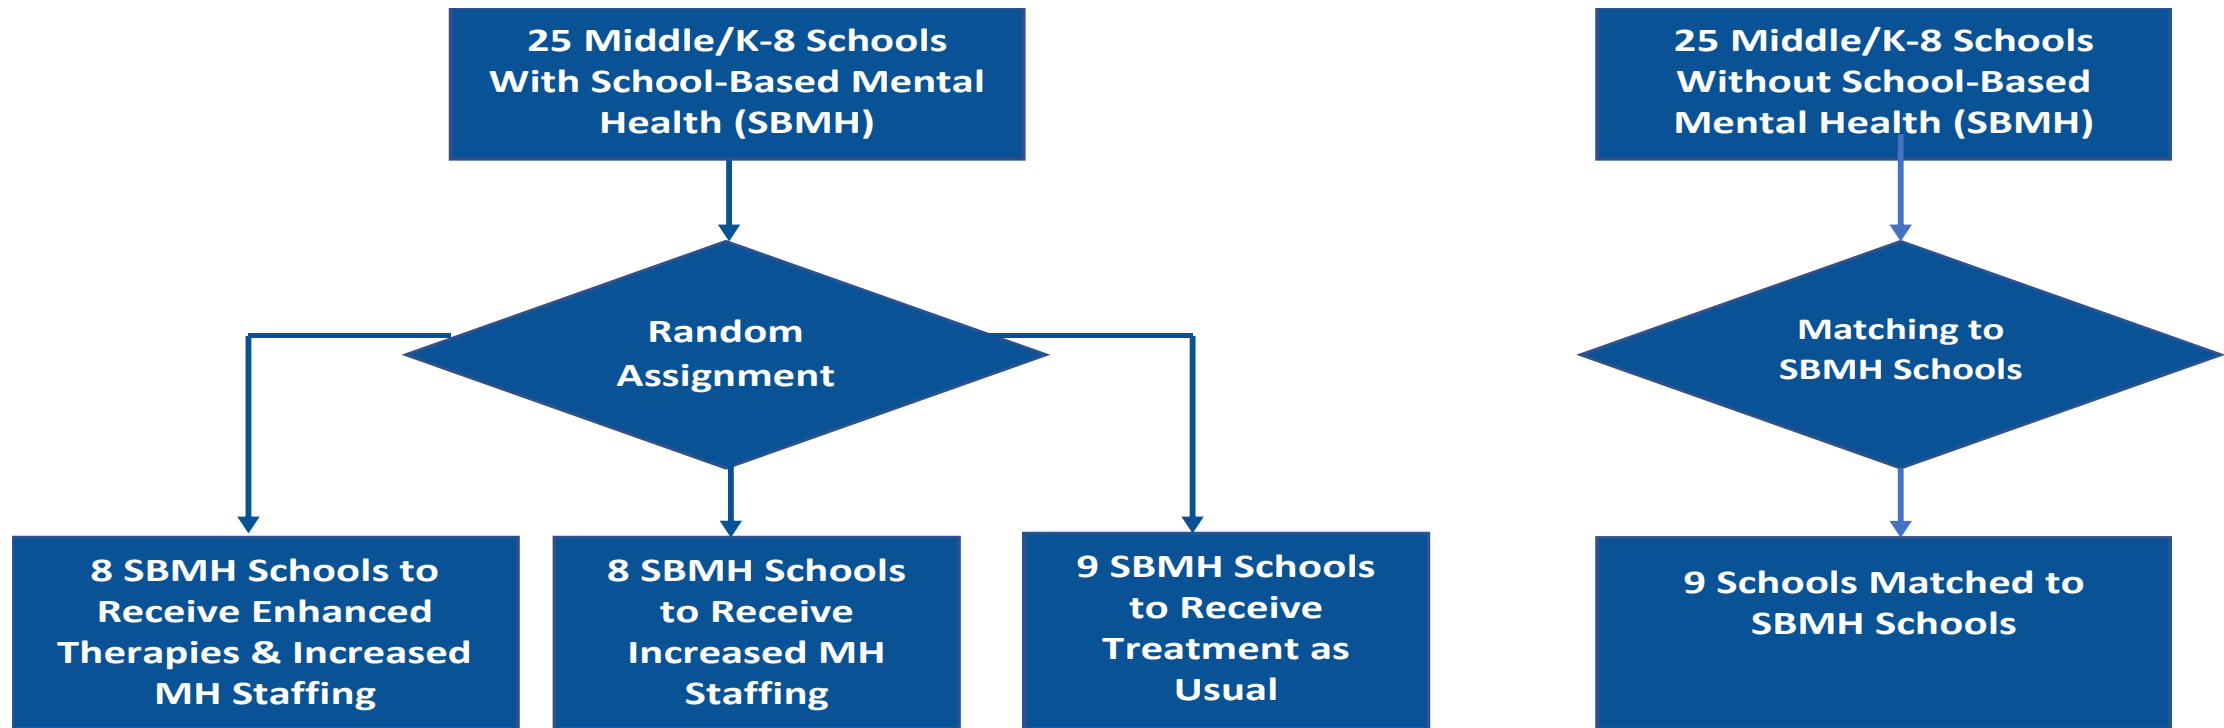 25 Middle/K-8 Schools
With School-Based Mental
Health (SBMH)
25 Middle/K-8 Schools
Without School-Based
Mental Health (SBMH)
Random
Assignment
Matching to
SBMH Schools
8 SBMH Schools to
Receive Enhanced
Therapies & Increased
MH Staffing
8 SBMH Schools
to Receive
Increased MH
Staffing
9 SBMH Schools
to Receive
Treatment as
Usual
9 Schools Matched to
SBMH Schools